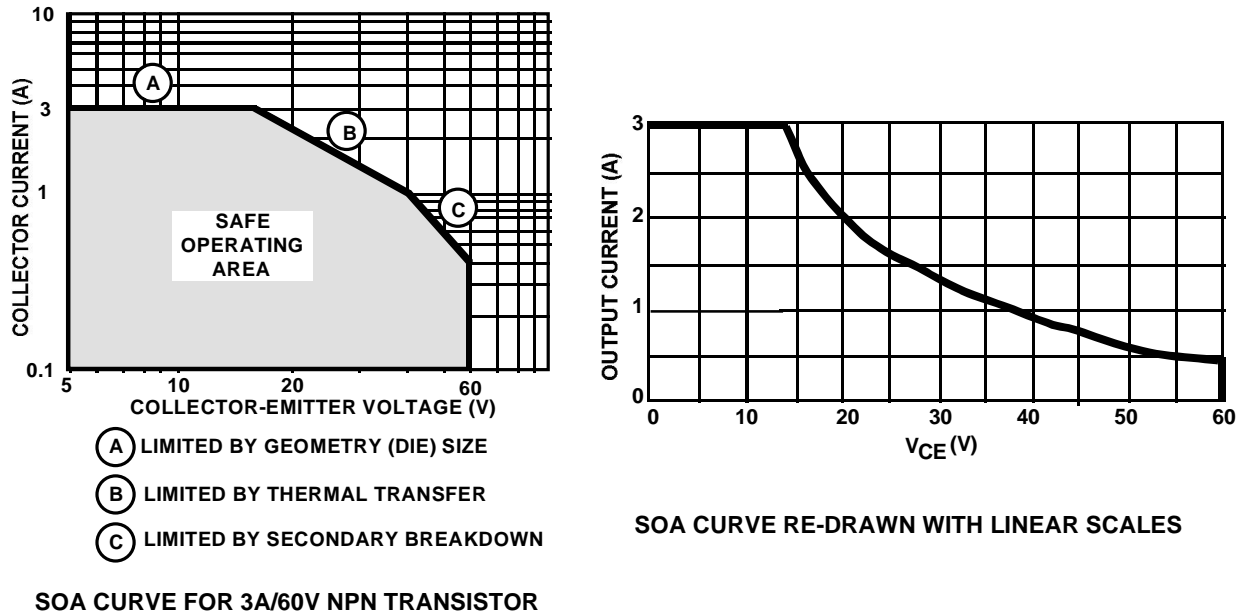 10
3
1
0.1
COLLECTOR CURRENT (A)
A
B
C
SAFE
OPERATING
AREA
5 10 20 60
COLLECTOR-EMITTER VOLTAGE (V)
A LIMITED BY GEOMETRY (DIE) SIZE
B LIMITED BY THERMAL TRANSFER
C LIMITED BY SECONDARY BREAKDOWN
SOA CURVE FOR 3A/60V NPN TRANSISTOR
3
2
1
0
OUTPUT CURRENT (A)
0 10 20 30 40 50 60
VCE (V)
SOA CURVE RE-DRAWN WITH LINEAR SCALES